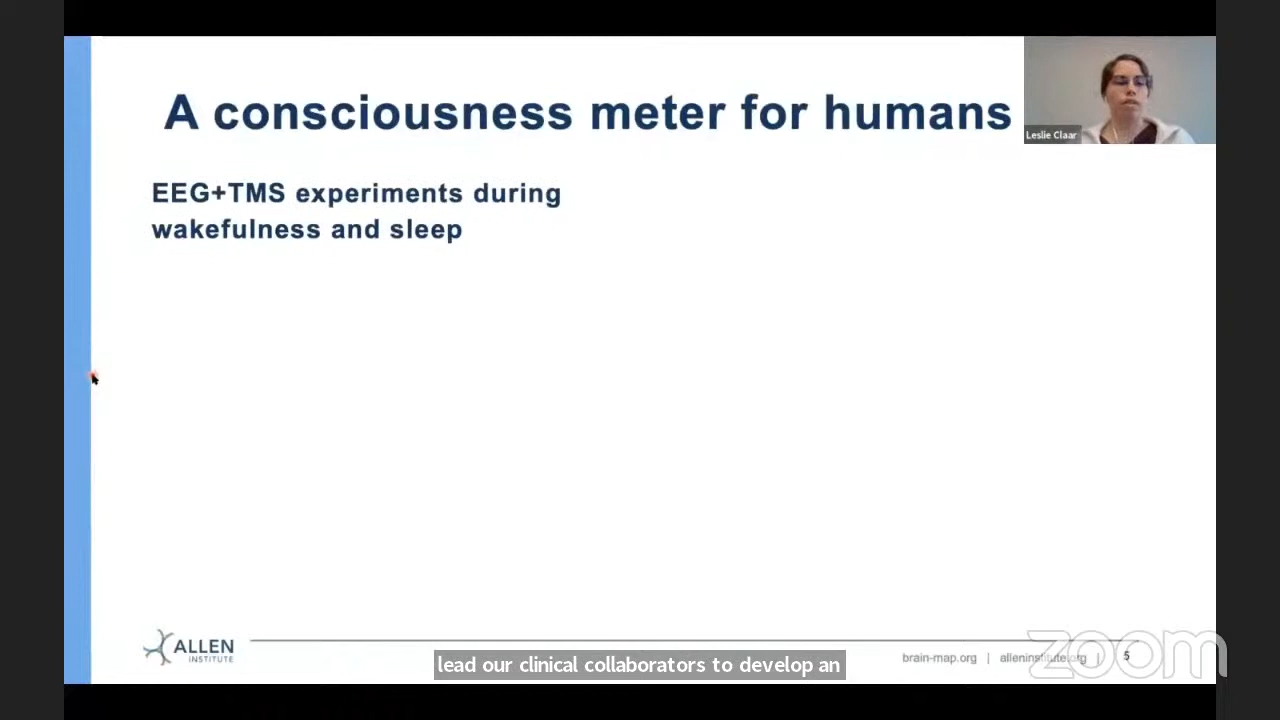 A consciousness meter for humans
Leslie Claar
EEG+TMS experiments during
wakefulness and sleep
ALLEN
INSTITUTE
brain-map.org | alleninstitute.org | 5
zoom
lead our clinical collaborators to develop an